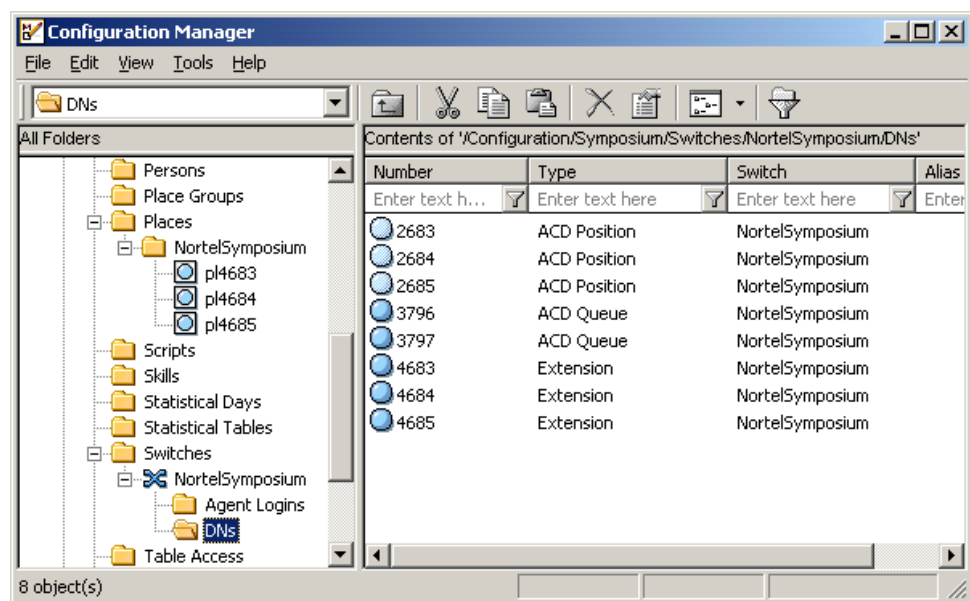 Configuration Manager
File Edit View Tools Help
DNs
All Folders
Contents of '/Configuration/Symposium/Switches/NortelSymposium/DNs'
Persons
Place Groups
Places
NortelSymposium
pl4683
pl4684
pl4685
Scripts
Skills
Statistical Days
Statistical Tables
Switches
NortelSymposium
Agent Logins
DNs
Table Access
Number Type Switch Alias
Enter text h... Enter text here Enter text here Enter
2683 ACD Position NortelSymposium
2684 ACD Position NortelSymposium
2685 ACD Position NortelSymposium
3796 ACD Queue NortelSymposium
3797 ACD Queue NortelSymposium
4683 Extension NortelSymposium
4684 Extension NortelSymposium
4685 Extension NortelSymposium
8 object(s)